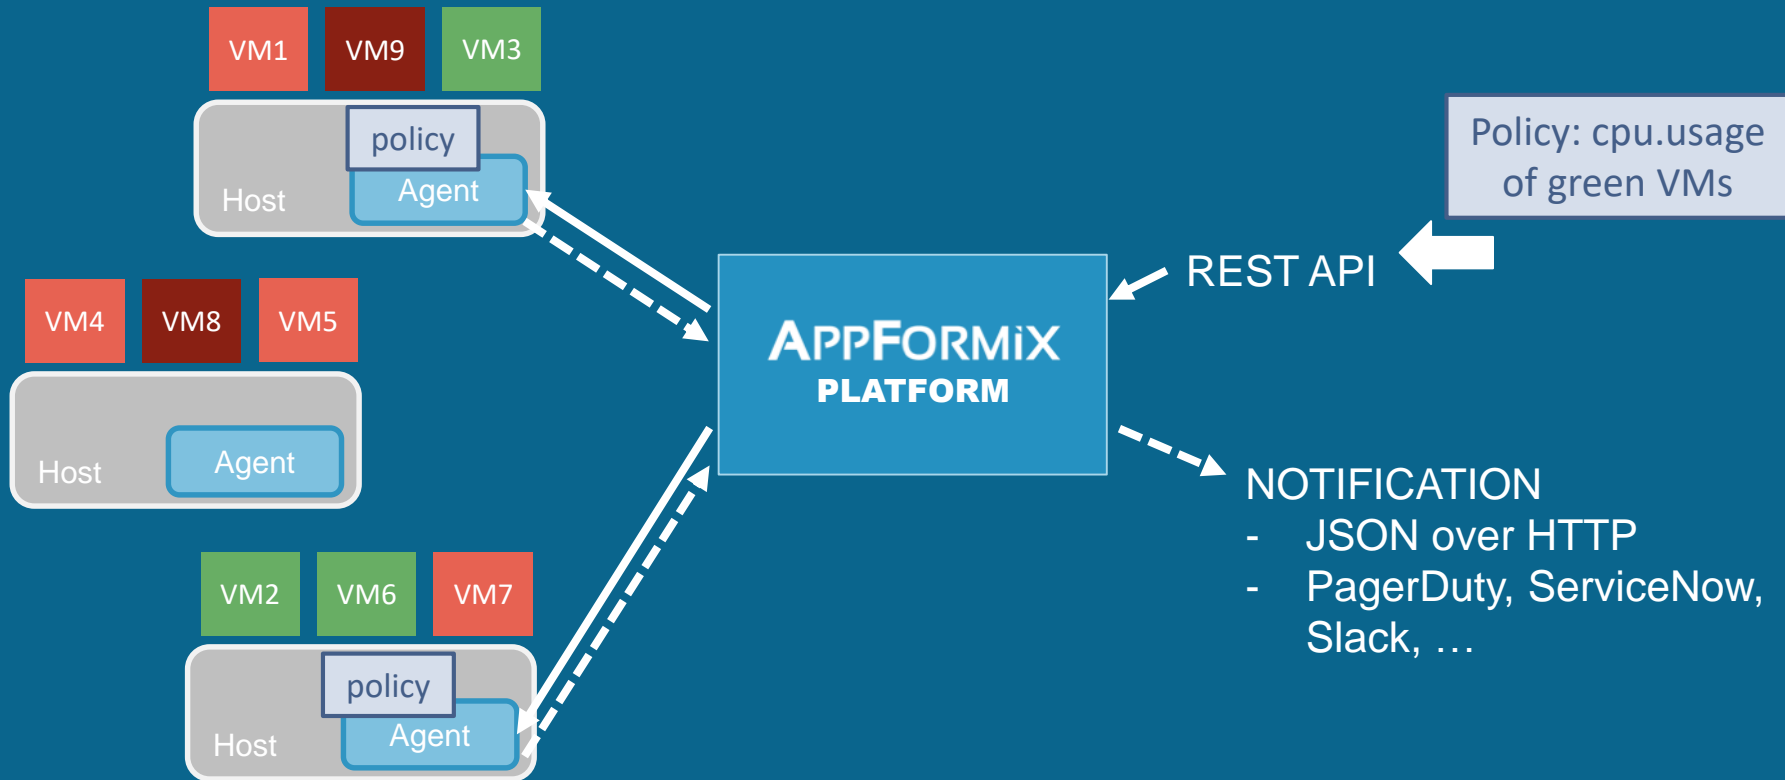 VM1 VM9 VM3
policy
Agent
Host
VM4 VM8 VM5
Agent
Host
VM2 VM6 VM7
policy
Agent
Host
APPFORMiX
PLATFORM
Policy: cpu.usage
of green VMs
REST API
NOTIFICATION
- JSON over HTTP
- PagerDuty, ServiceNow,
Slack, …